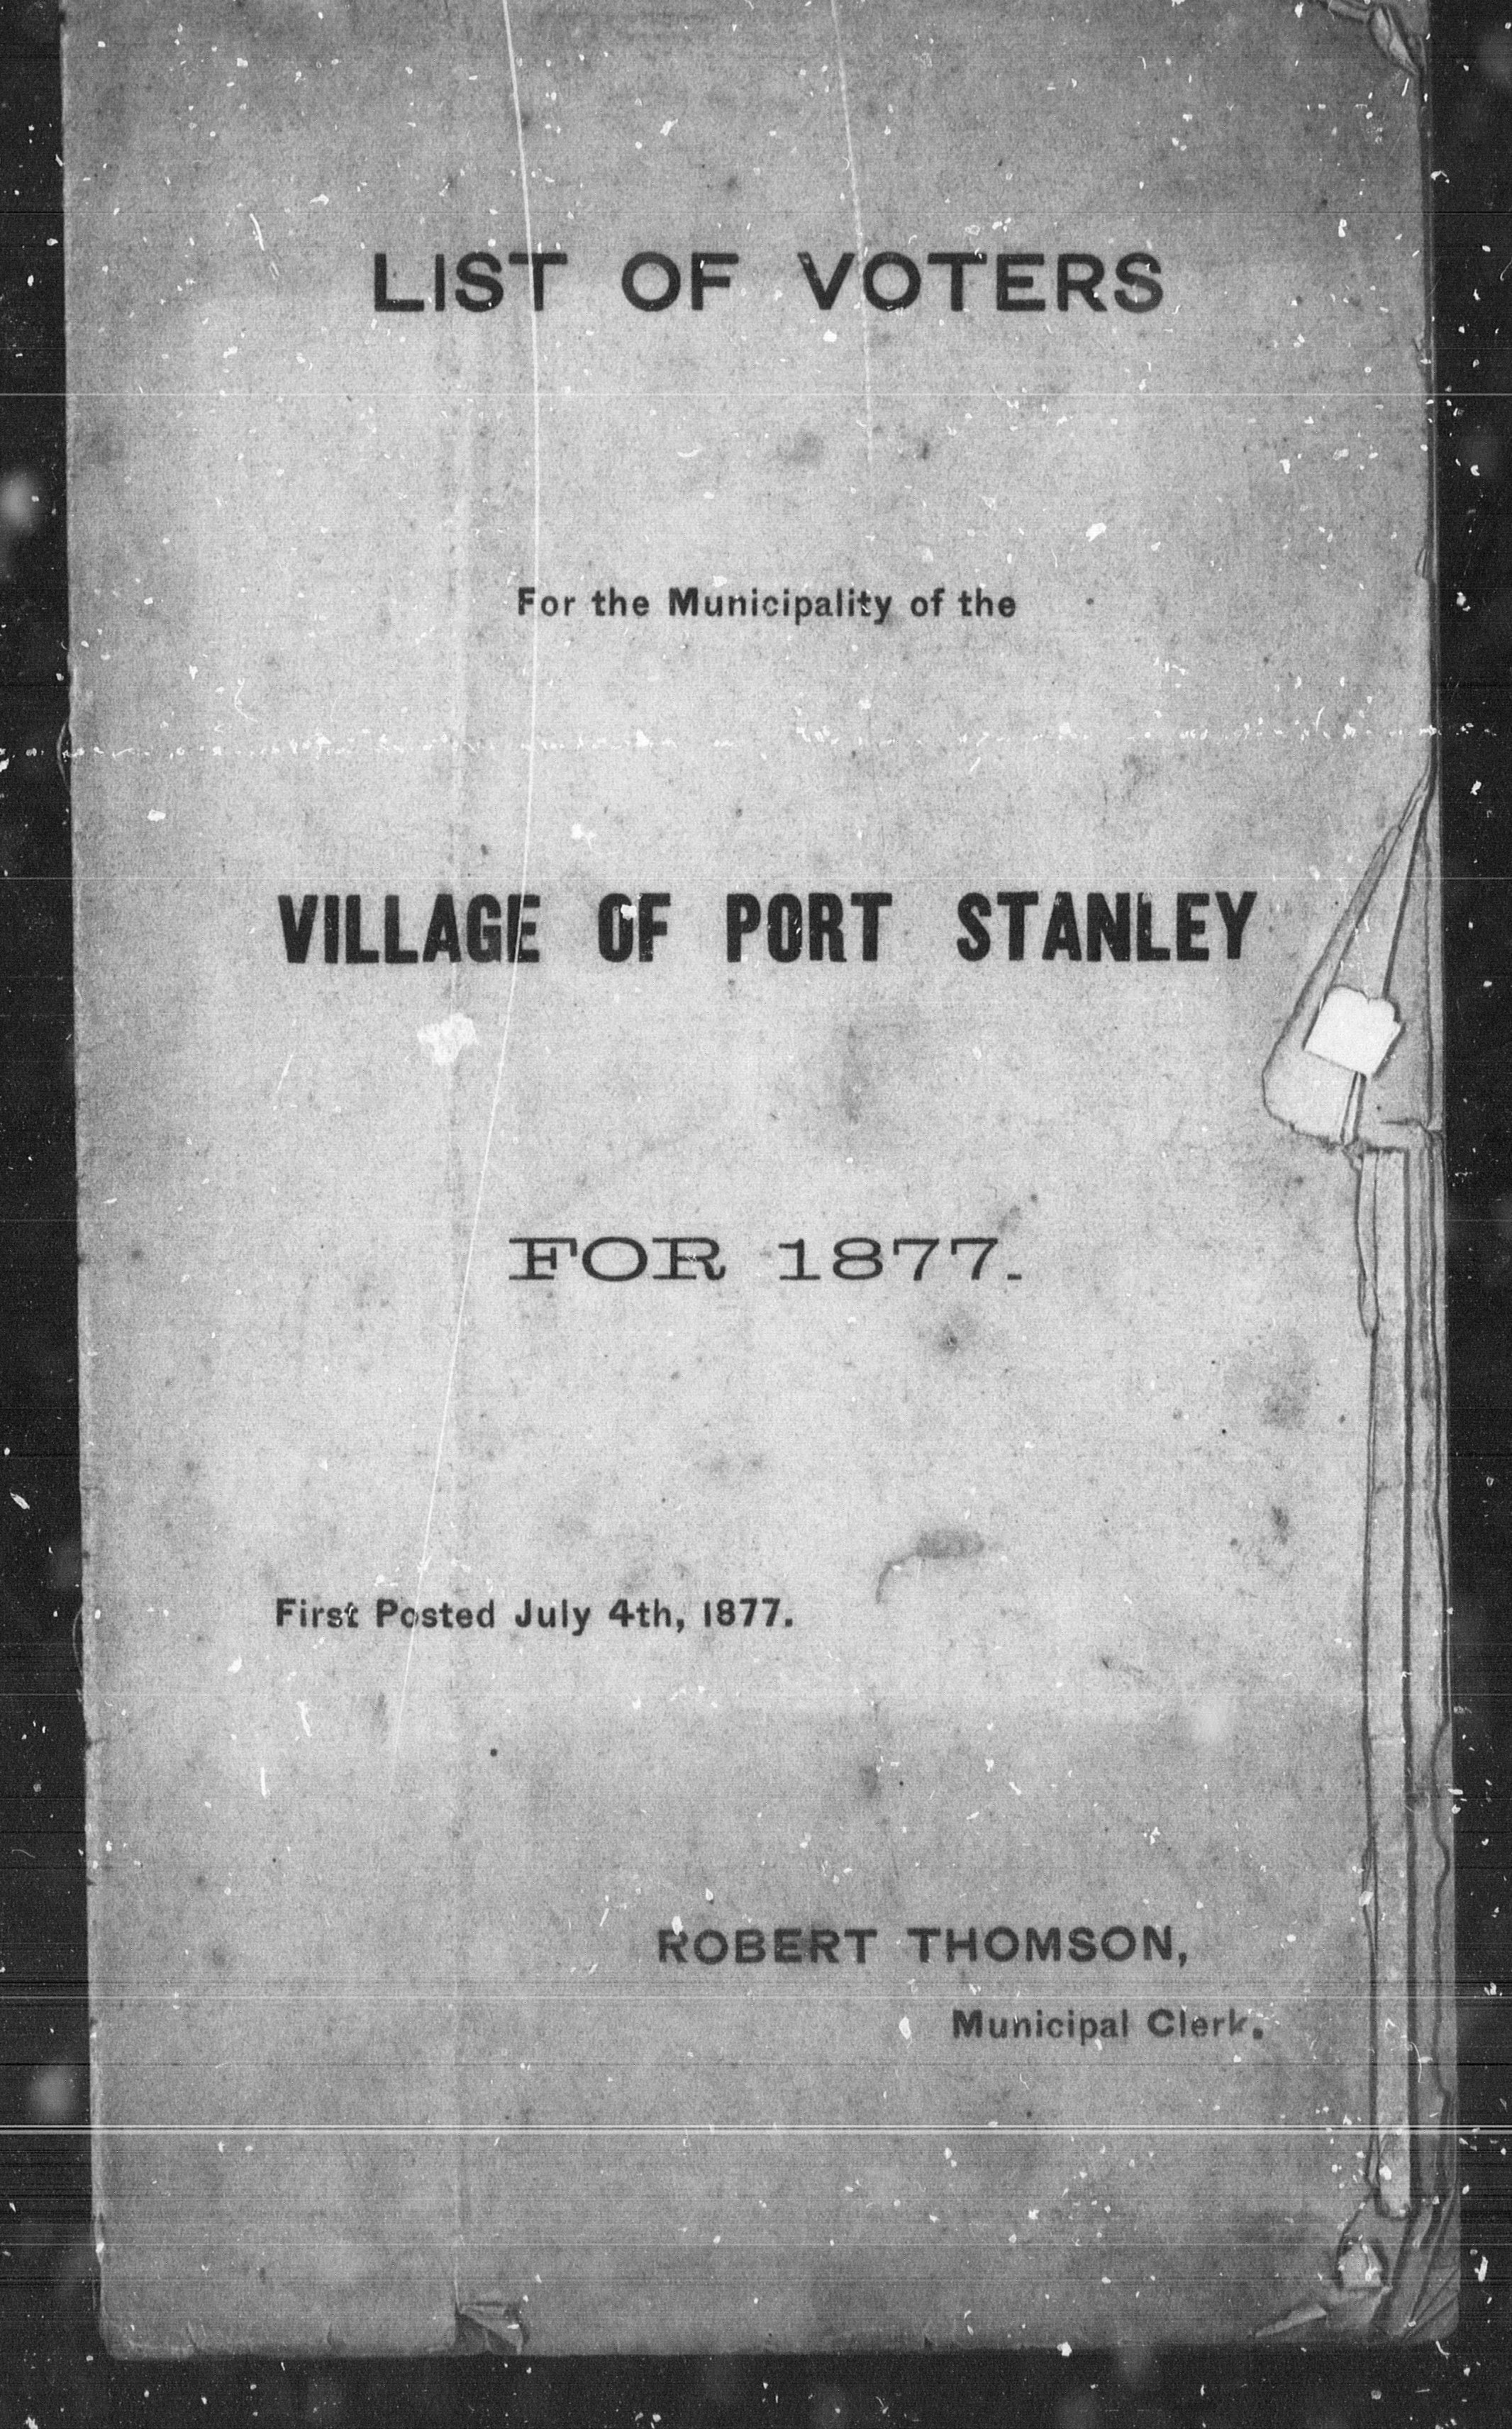 LIST OF VOTERS
For the Municipality of the
VILLAGE OF PORT STANLEY
FOR 1877.
First Posted July 4th, 1877.
ROBERT THOMSON,
Municipal Clerk.